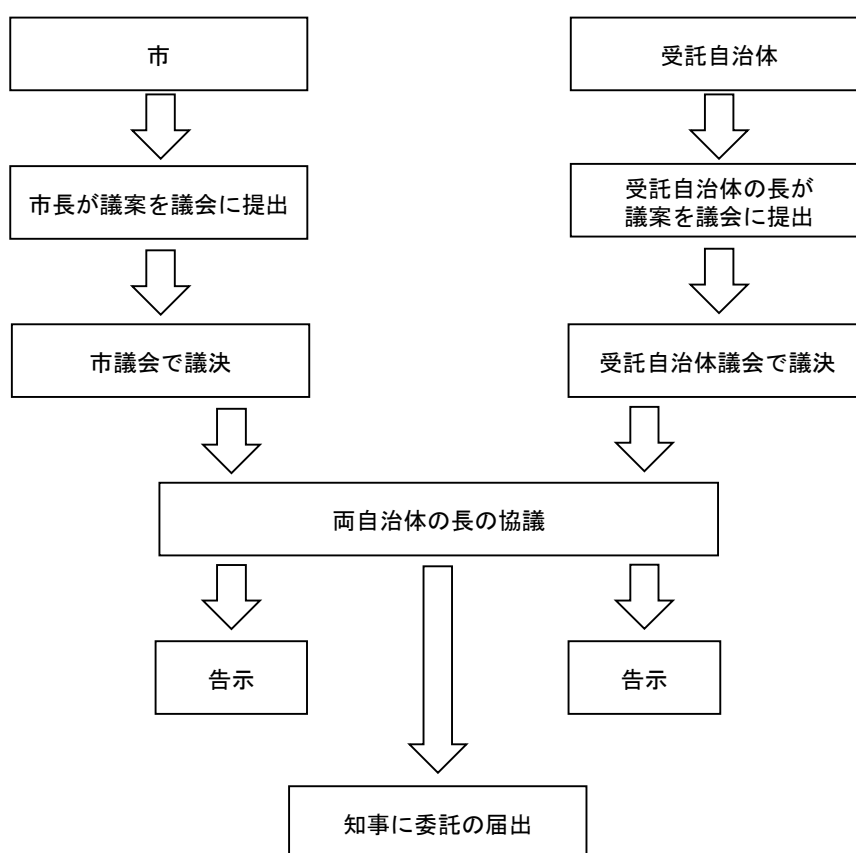 市
受託自治体
市長が議案を議会に提出
受託自治体の長が
議案を議会に提出
市議会で議決
受託自治体議会で議決
両自治体の長の協議
告示
告示
知事に委託の届出